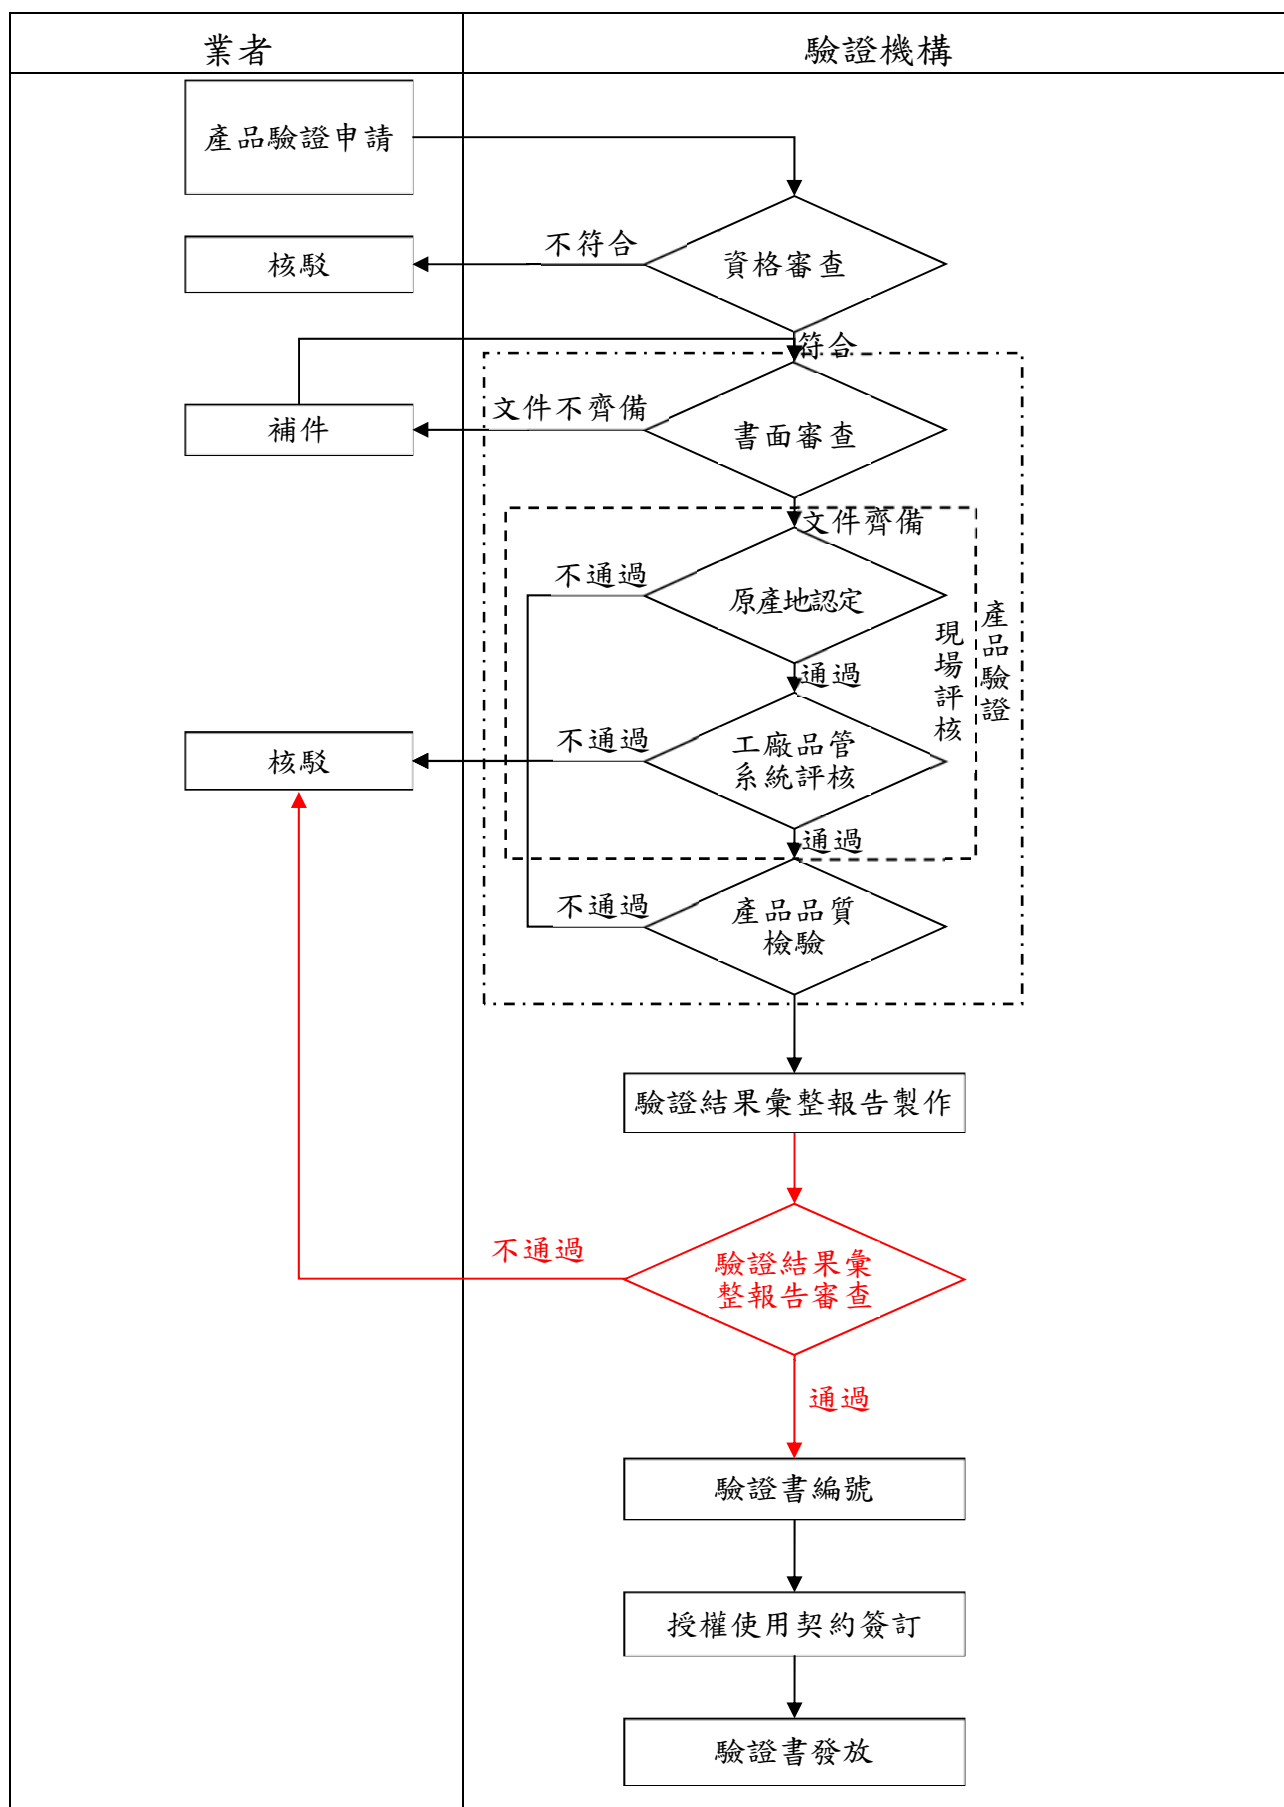 業者
驗證機構
產品驗證申請
不符合
核駁
資格審查
符合
文件不齊備
補件
書面審查
文件齊備
不通過
原產地認定
產品驗證
現場評核
通過
不通過
核駁
工廠品管
系統評核
通過
不通過
產品品質
檢驗
驗證結果彙整報告製作
不通過
驗證結果彙
整報告審查
通過
驗證書編號
授權使用契約簽訂
驗證書發放